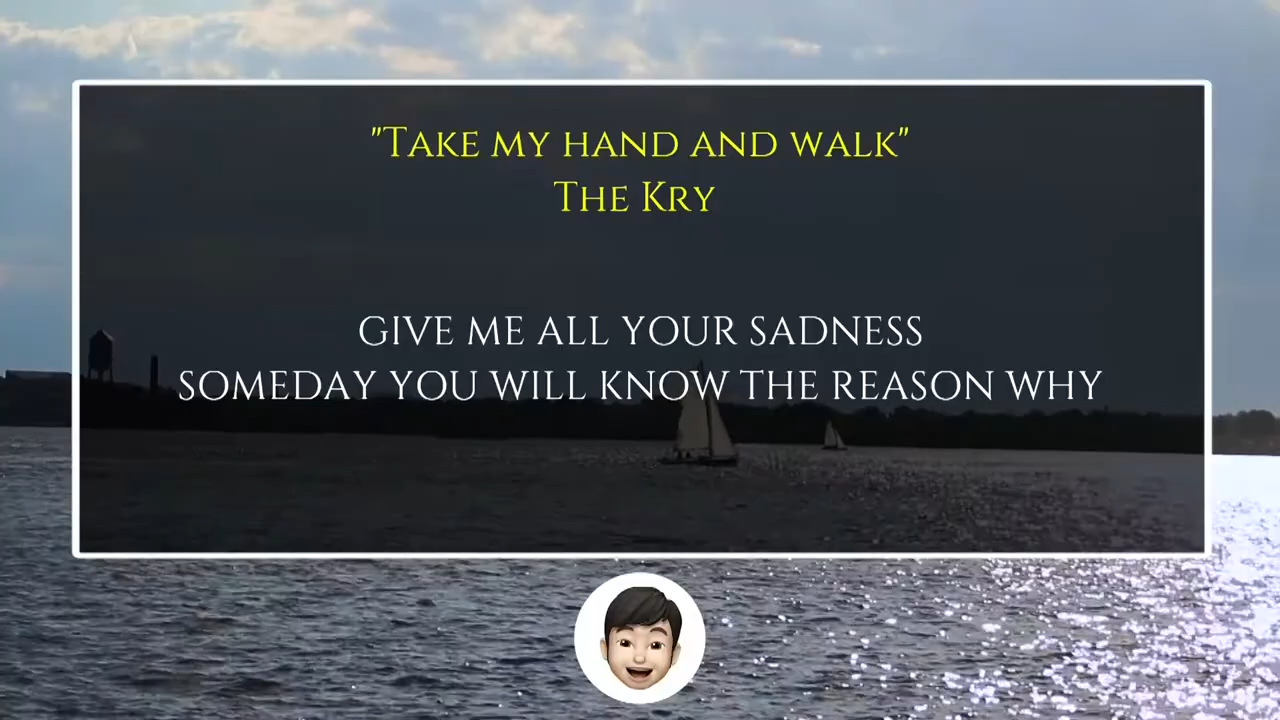 "Take my hand and walk"
The Kry
GIVE ME ALL YOUR SADNESS
SOMEDAY YOU WILL KNOW THE REASON WHY